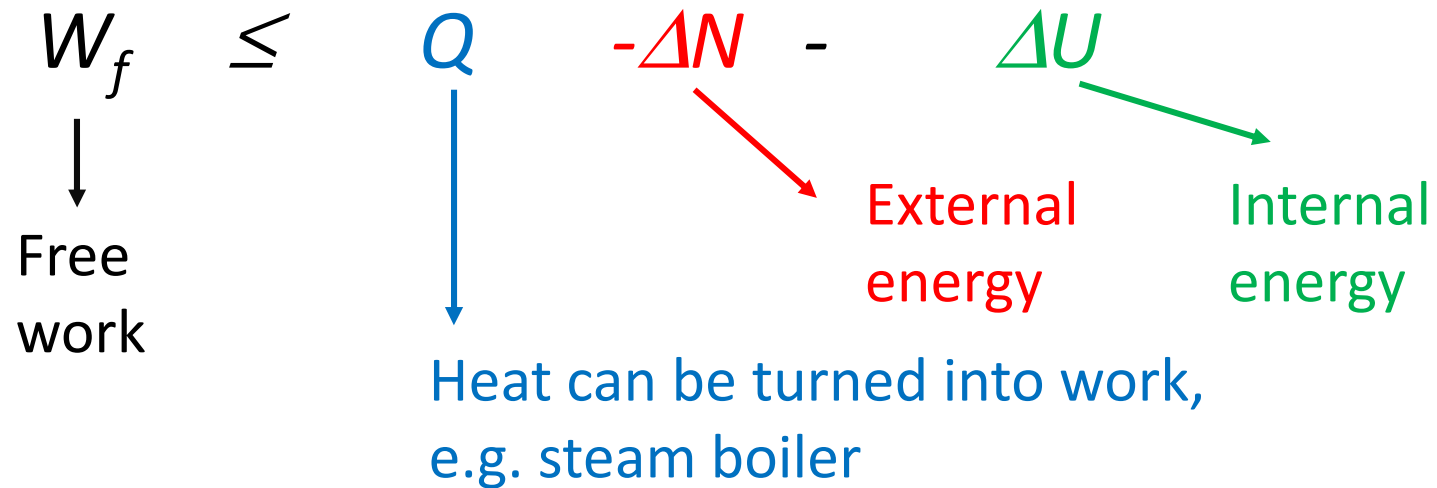 W_f ≤ Q -ΔN - ΔU
Free
work
External
energy
Internal
energy
Heat can be turned into work,
e.g. steam boiler